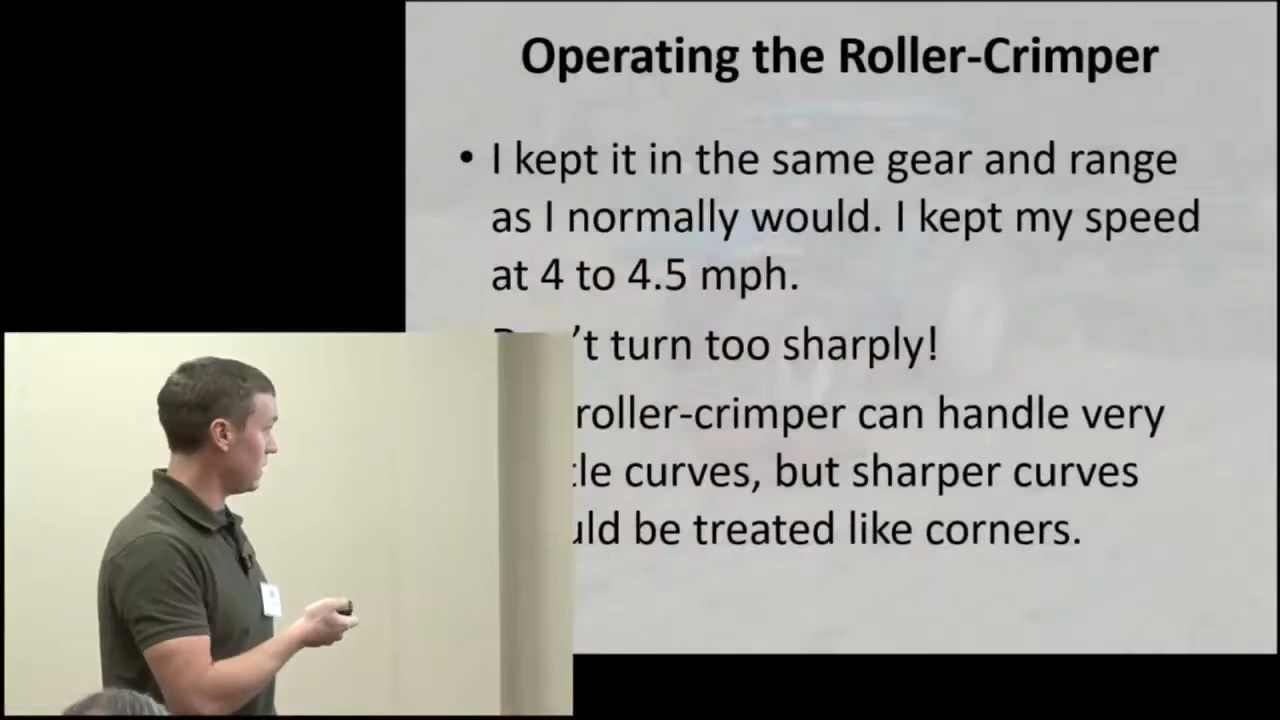 Operating the Roller-Crimper
• I kept it in the same gear and range
as I normally would. I kept my speed
at 4 to 4.5 mph.
turn too sharply!
roller-crimper can handle very
curves, but sharper curves
be treated like corners.